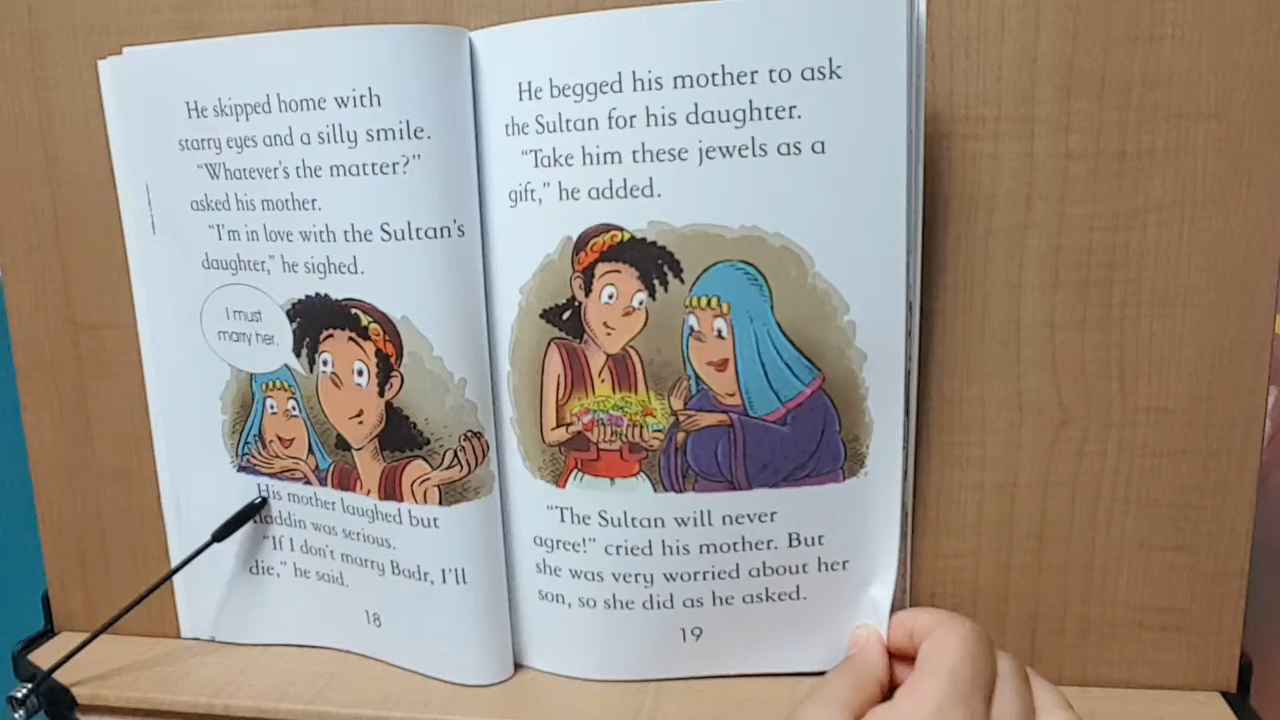 He skipped home with
starry eyes and a silly smile.
“Whatever’s the matter?”
asked his mother.
“I’m in love with the Sultan’s
daughter,” he sighed.
I must
marry her.
His mother laughed but
laddin was serious.
“If I don’t marry Badr, I’ll
die,” he said.
18
He begged his mother to ask
the Sultan for his daughter.
“Take him these jewels as a
gift,” he added.
“The Sultan will never
agree!” cried his mother. But
she was very worried about her
son, so she did as he asked.
19